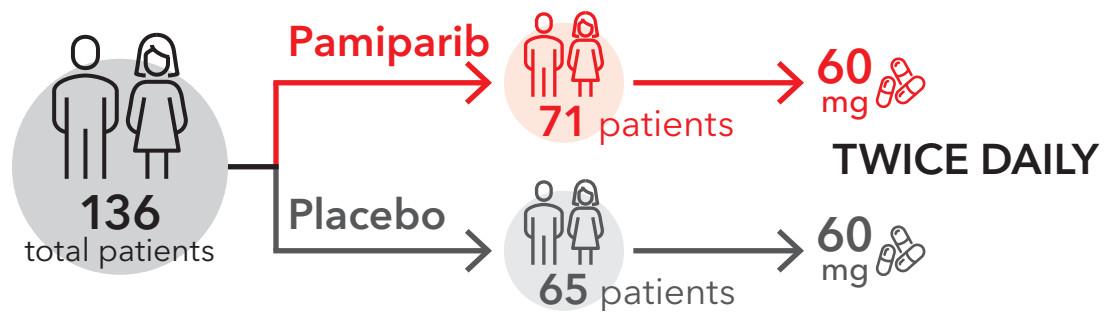 136
total patients
Pamiparib
71 patients
60
mg
TWICE DAILY
Placebo
65 patients
60
mg